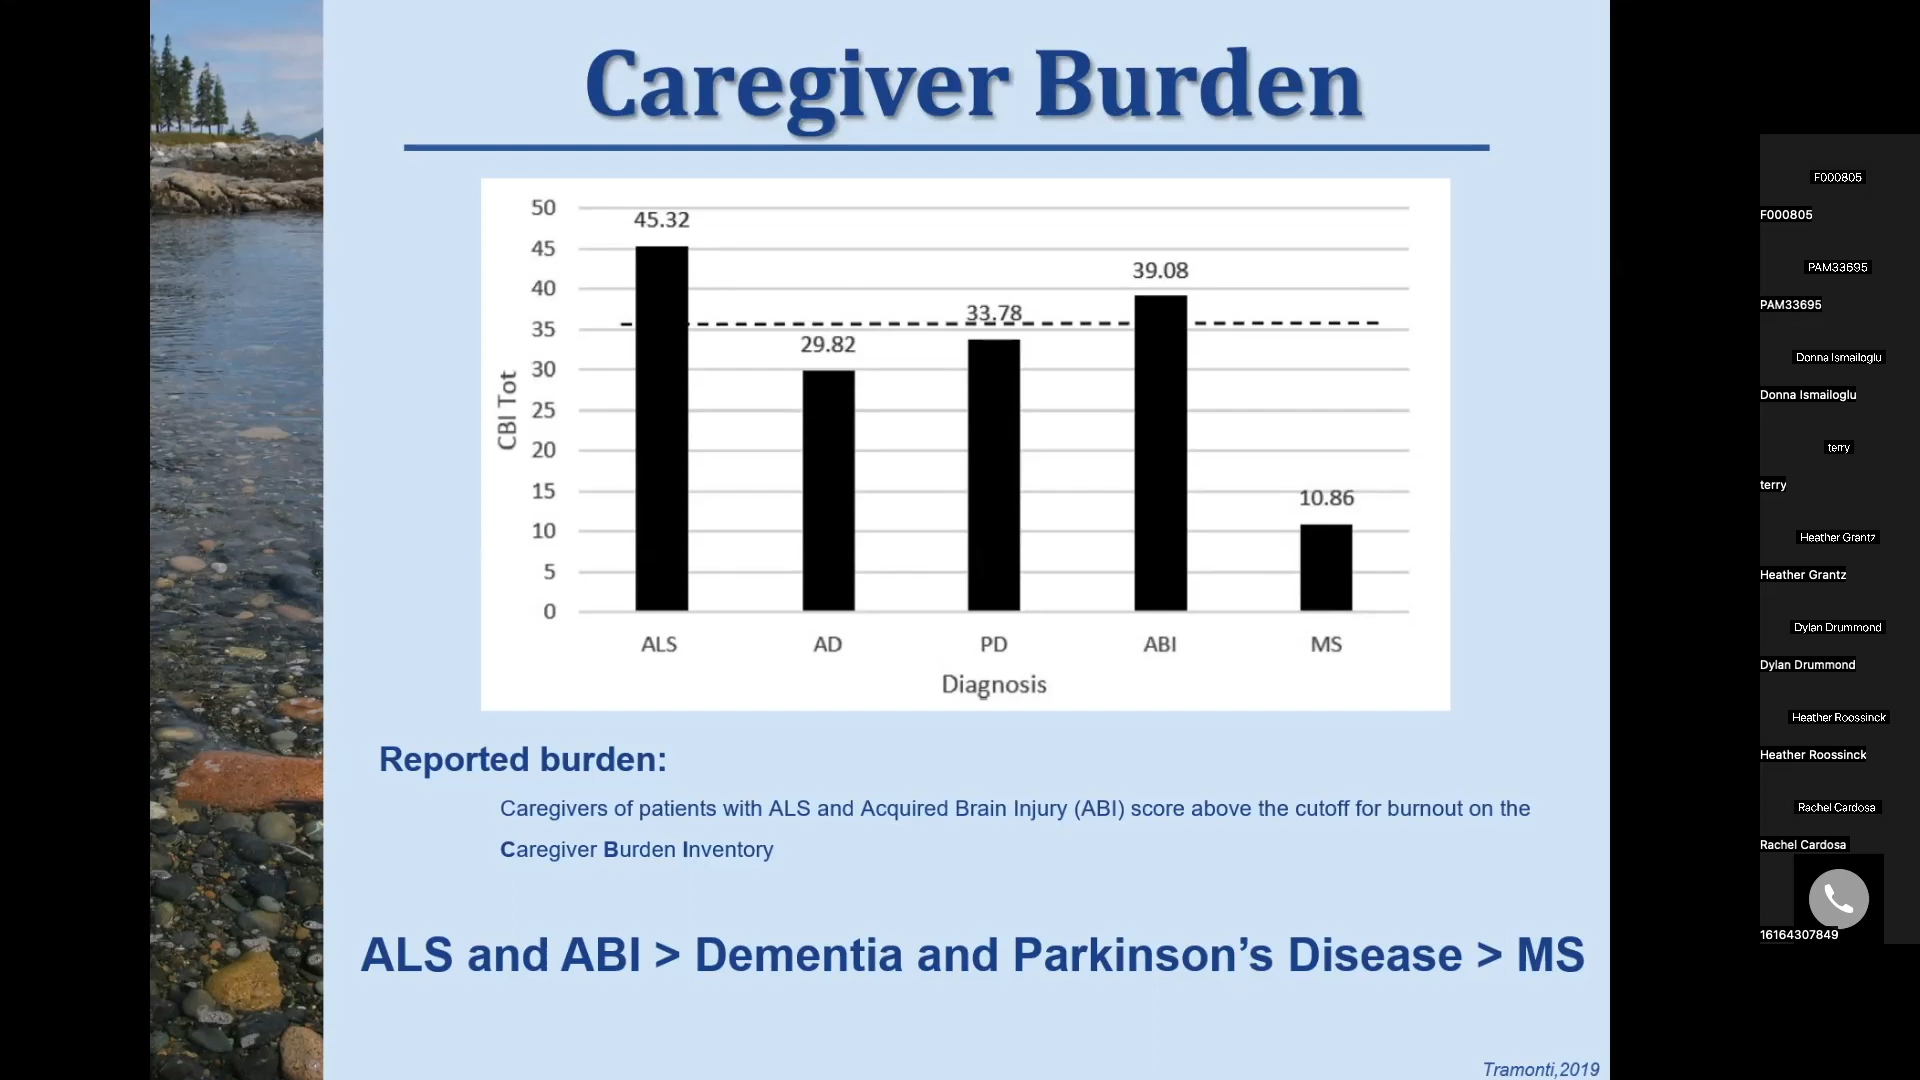 Caregiver Burden
50
45
40
35
30
25
20
15
10
5
0
CBI Tot
45.32
29.82
33.78
39.08
10.86
ALS AD PD ABI MS
Diagnosis
Reported burden:
Caregivers of patients with ALS and Acquired Brain Injury (ABI) score above the cutoff for burnout on the
Caregiver Burden Inventory
ALS and ABI > Dementia and Parkinson’s Disease > MS
Tramonti,2019
F000805
F000805
PAM33695
PAM33695
Donna Ismailoglu
Donna Ismailoglu
terry
terry
Heather Grantz
Heather Grantz
Dylan Drummond
Dylan Drummond
Heather Roossinck
Heather Roossinck
Rachel Cardosa
Rachel Cardosa
16164307849